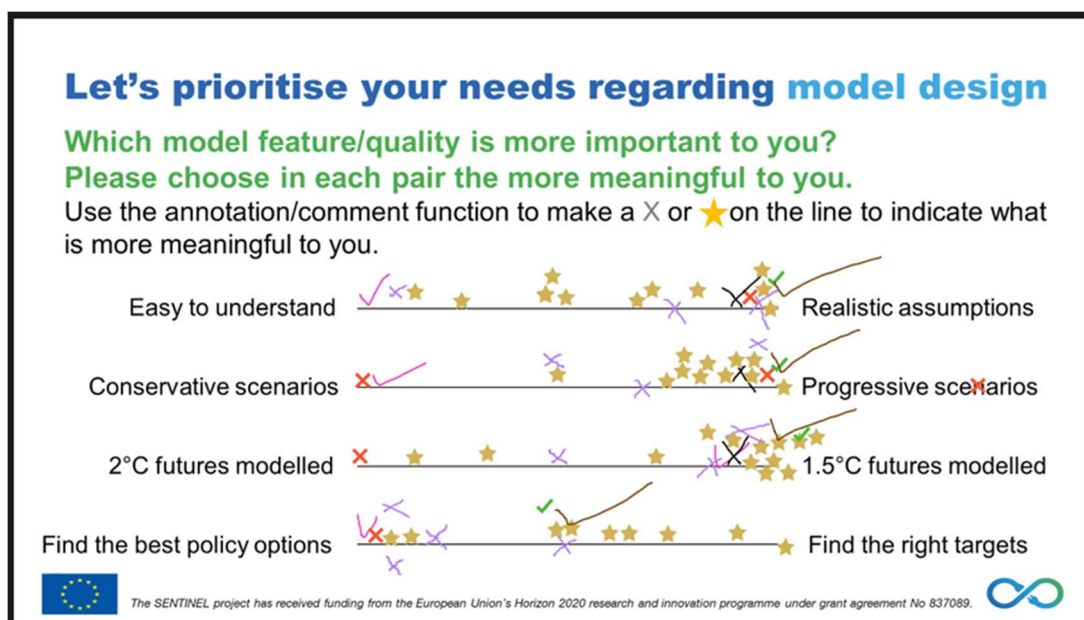 Let's prioritise your needs regarding model design
Which model feature/quality is more important to you?
Please choose in each pair the more meaningful to you.
Use the annotation/comment function to make a X or on the line to indicate what
is more meaningful to you.
Easy to understand Realistic assumptions
Conservative scenarios Progressive scenarios
2°C futures modelled 1.5°C futures modelled
Find the best policy options Find the right targets
The SENTINEL project has received funding from the European Union's Horizon 2020 research and innovation programme under grant agreement No 837089.